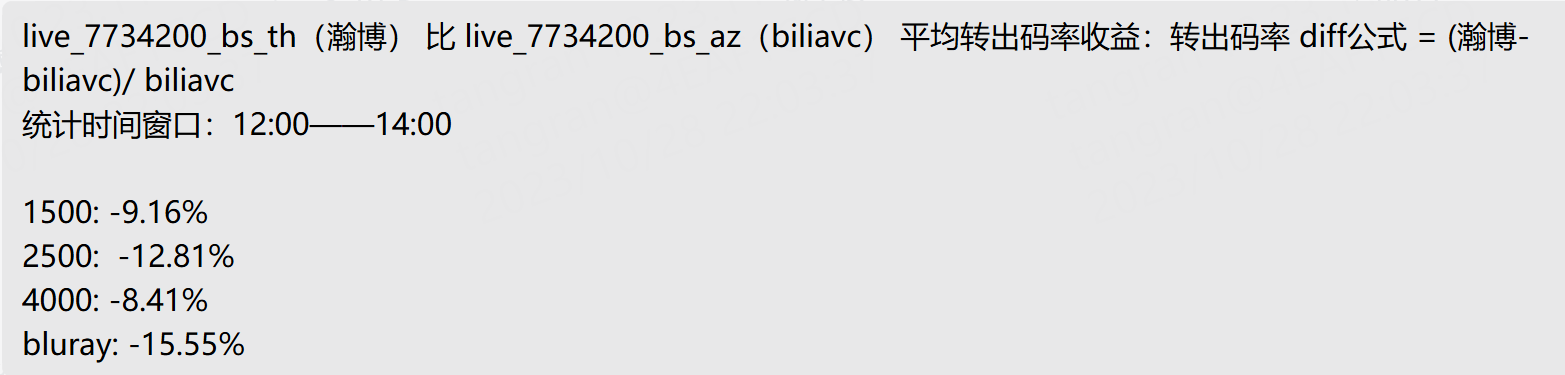 live_7734200_bs_th（瀚博） 比 live_7734200_bs_az（biliavc） 平均转出码率收益：转出码率 diff公式 = (瀚博-
biliavc)/ biliavc
统计时间窗口：12:00——14:00
1500: -9.16%
2500:  -12.81%
4000: -8.41%
bluray: -15.55%